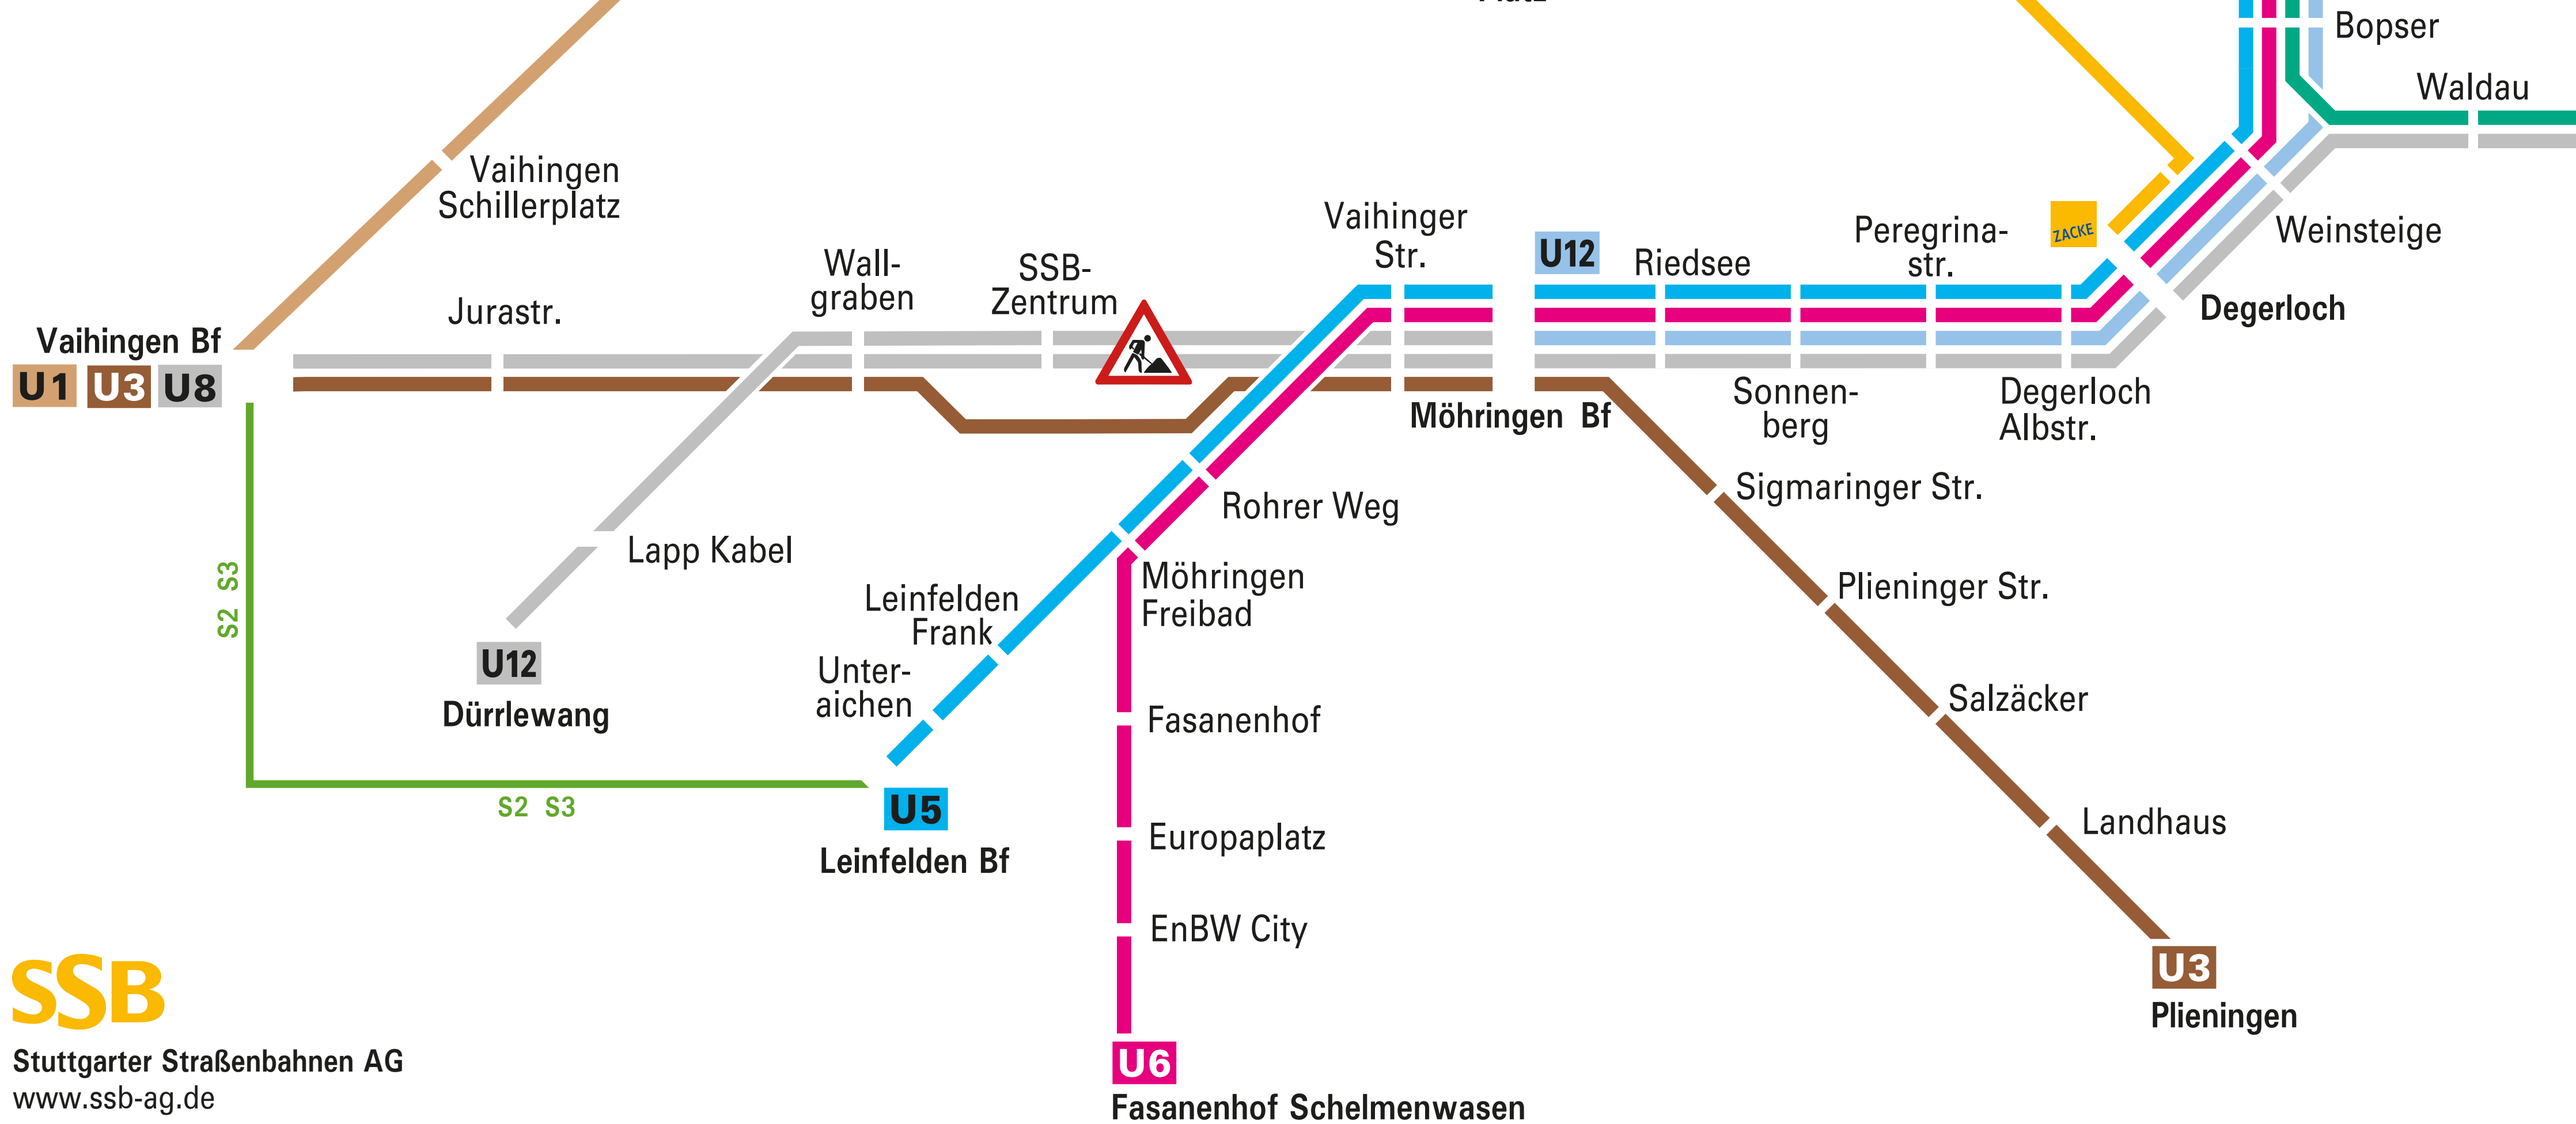 Bopser
Waldau
Vaihingen
Schillerplatz
Vaihinger
Str.
U12
Riedsee
Peregrina-
str.
ZACKE
Weinsteige
Wall-
graben
SSB-
Zentrum
Jurastr.
Degerloch
Vaihingen Bf
U1 U3 U8
Möhringen Bf
Sonnen-
berg
Degerloch
Albstr.
Sigmaringer Str.
Rohrer Weg
Lapp Kabel
S2 S3
Möhringen
Freibad
Plieninger Str.
Leinfelden
Frank
U12
Dürrlewang
Unter-
aichen
Fasanenhof
Salzäcker
S2 S3
U5
Leinfelden Bf
Europaplatz
Landhaus
EnBW City
U3
Plieningen
SSB
Stuttgarter Straßenbahnen AG
www.ssb-ag.de
U6
Fasanenhof Schelmenwasen